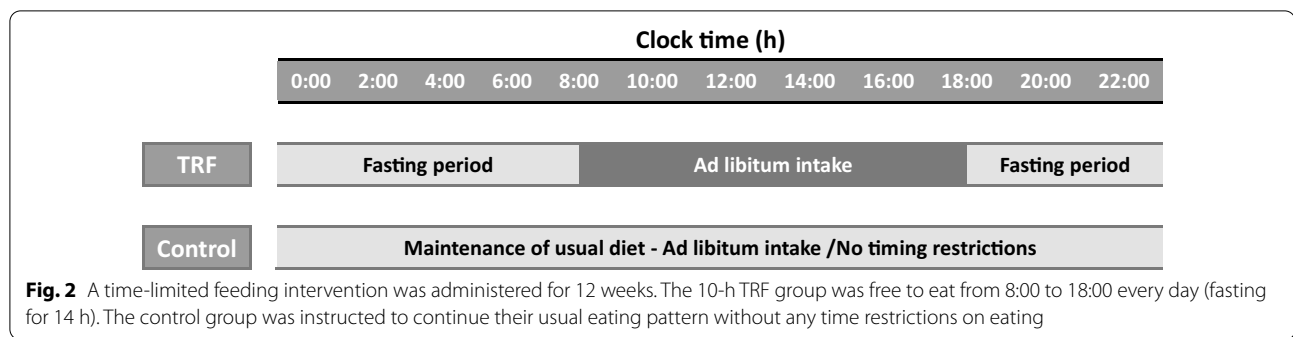 Clock time (h)
0:00 2:00 4:00 6:00 8:00 10:00 12:00 14:00 16:00 18:00 20:00 22:00
TRF Fasting period Ad libitum intake Fasting period
Control Maintenance of usual diet - Ad libitum intake /No timing restrictions
Fig. 2 A time-limited feeding intervention was administered for 12 weeks. The 10-h TRF group was free to eat from 8:00 to 18:00 every day (fasting
for 14 h). The control group was instructed to continue their usual eating pattern without any time restrictions on eating